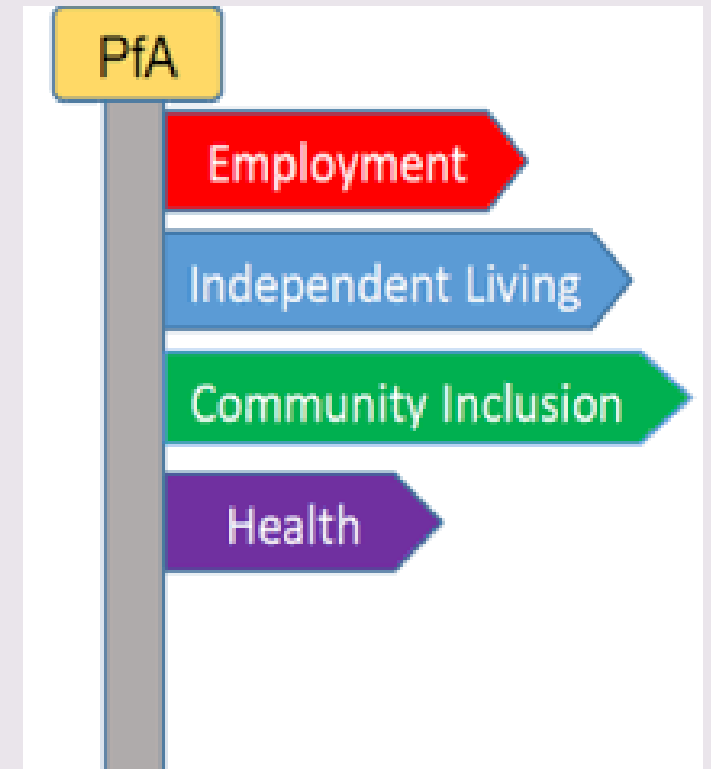 PfA
Employment
Independent Living
Community Inclusion
Health